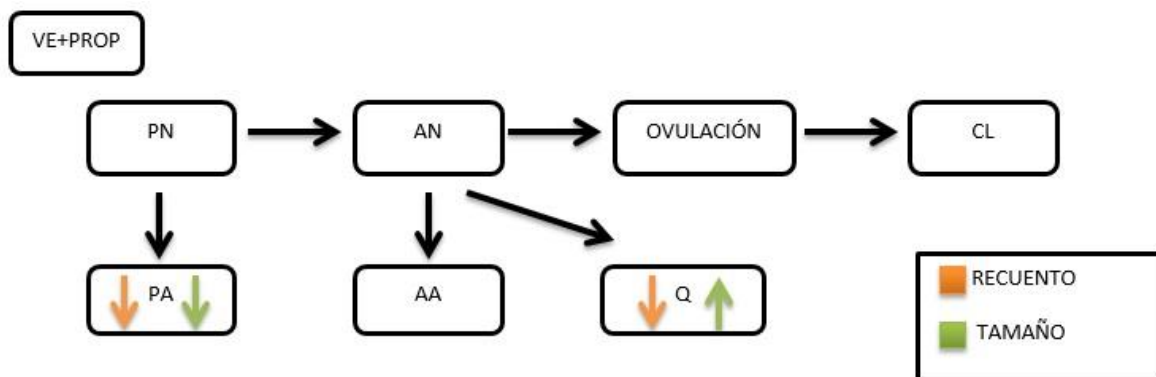 VE+PROP
PN
AN
OVULACIÓN
CL
PA
AA
Q
RECUENTO
TAMAÑO